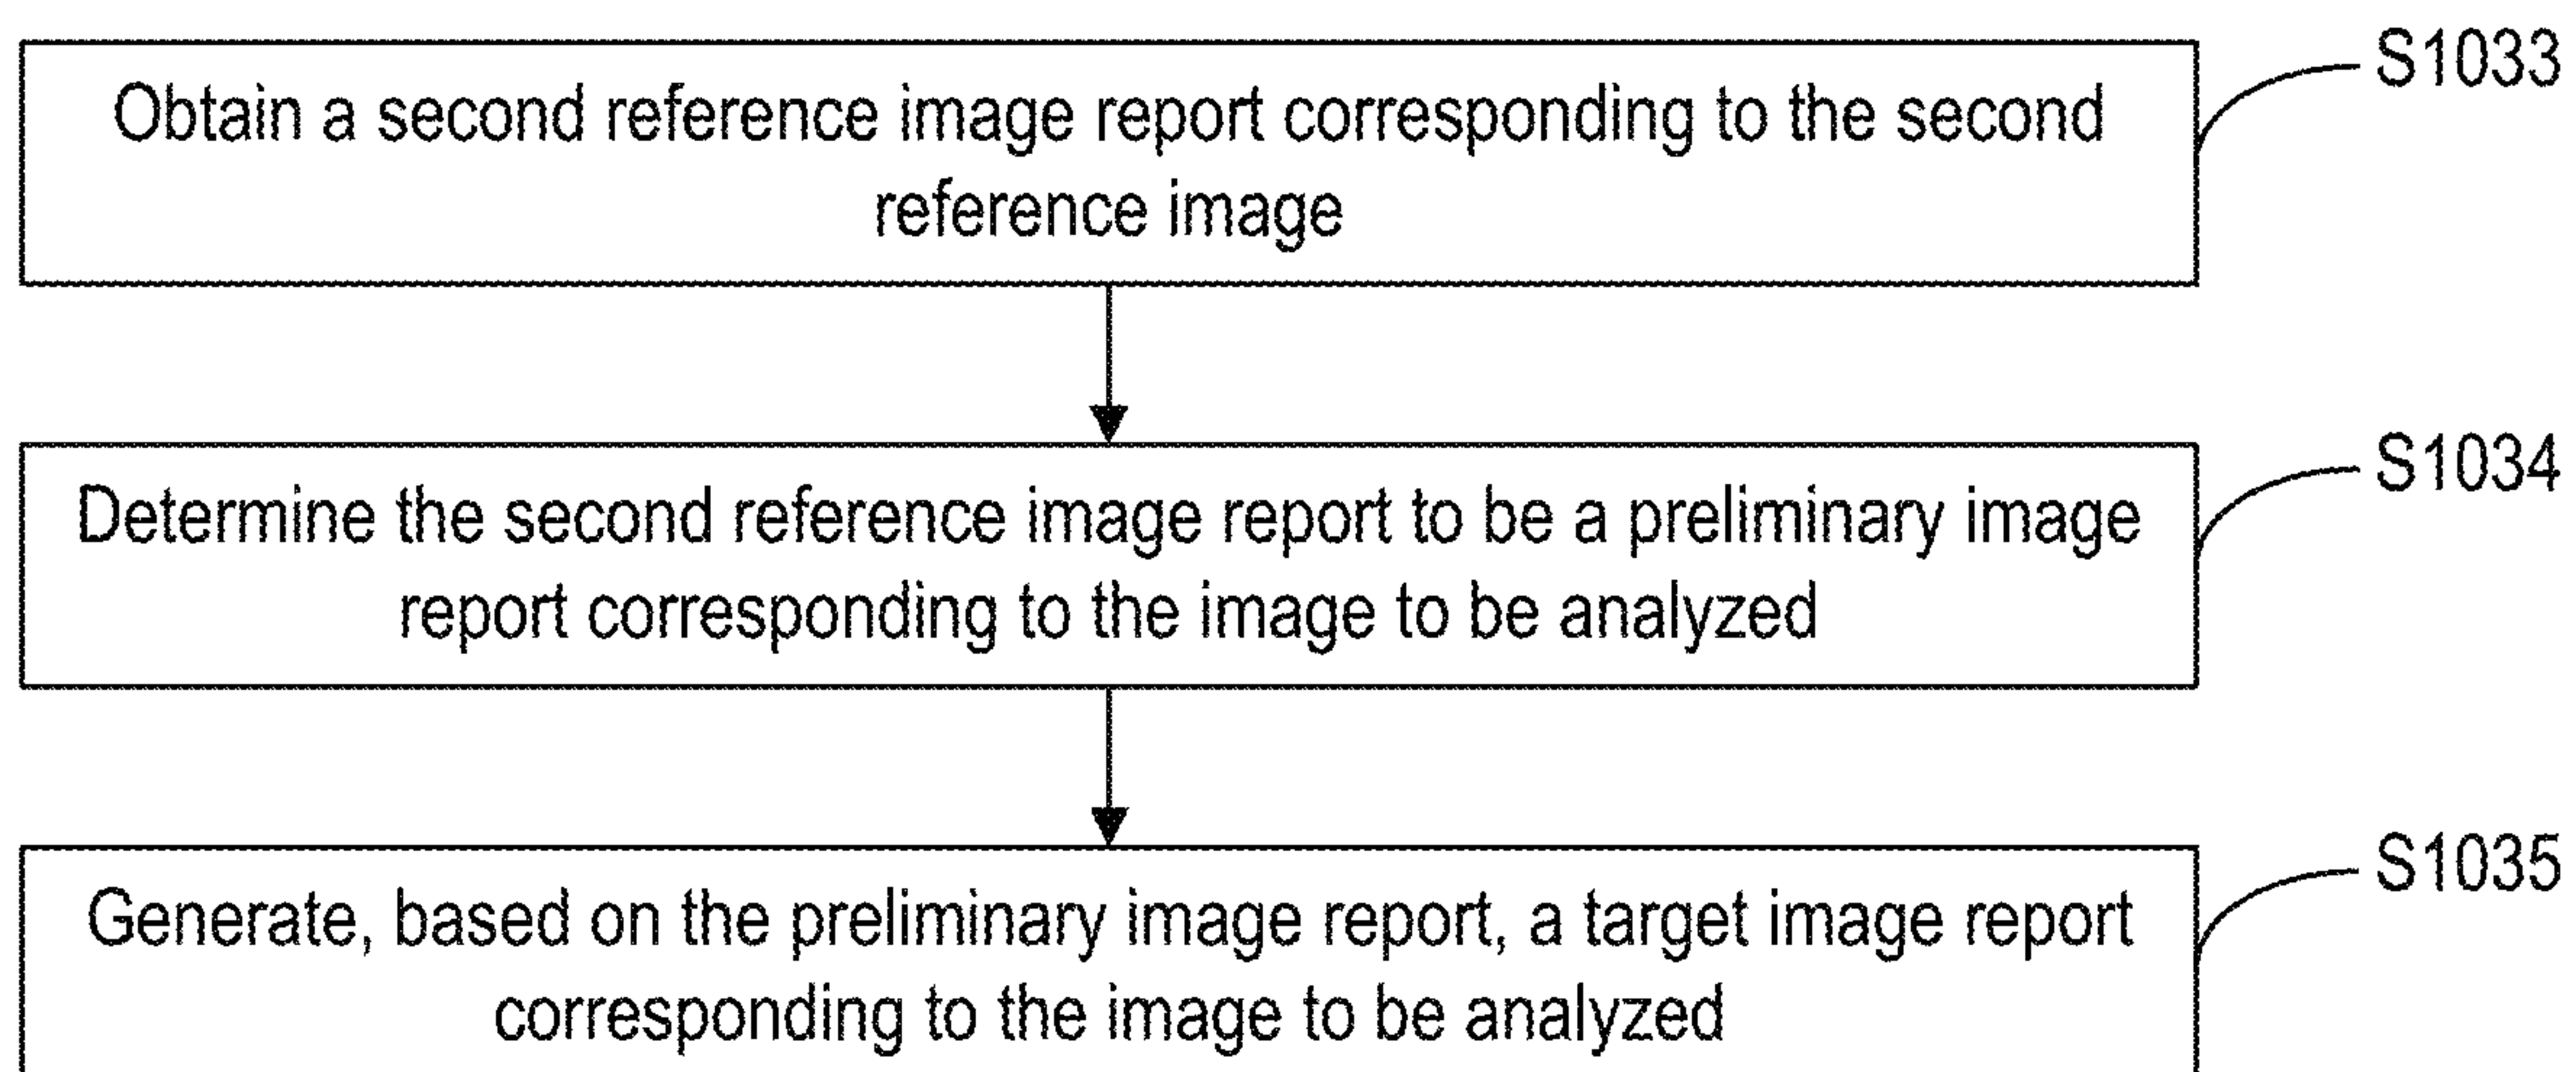 Obtain a second reference image report corresponding to the second
reference image
S1033
Determine the second reference image report to be a preliminary image
report corresponding to the image to be analyzed
S1034
Generate, based on the preliminary image report, a target image report
corresponding to the image to be analyzed
S1035